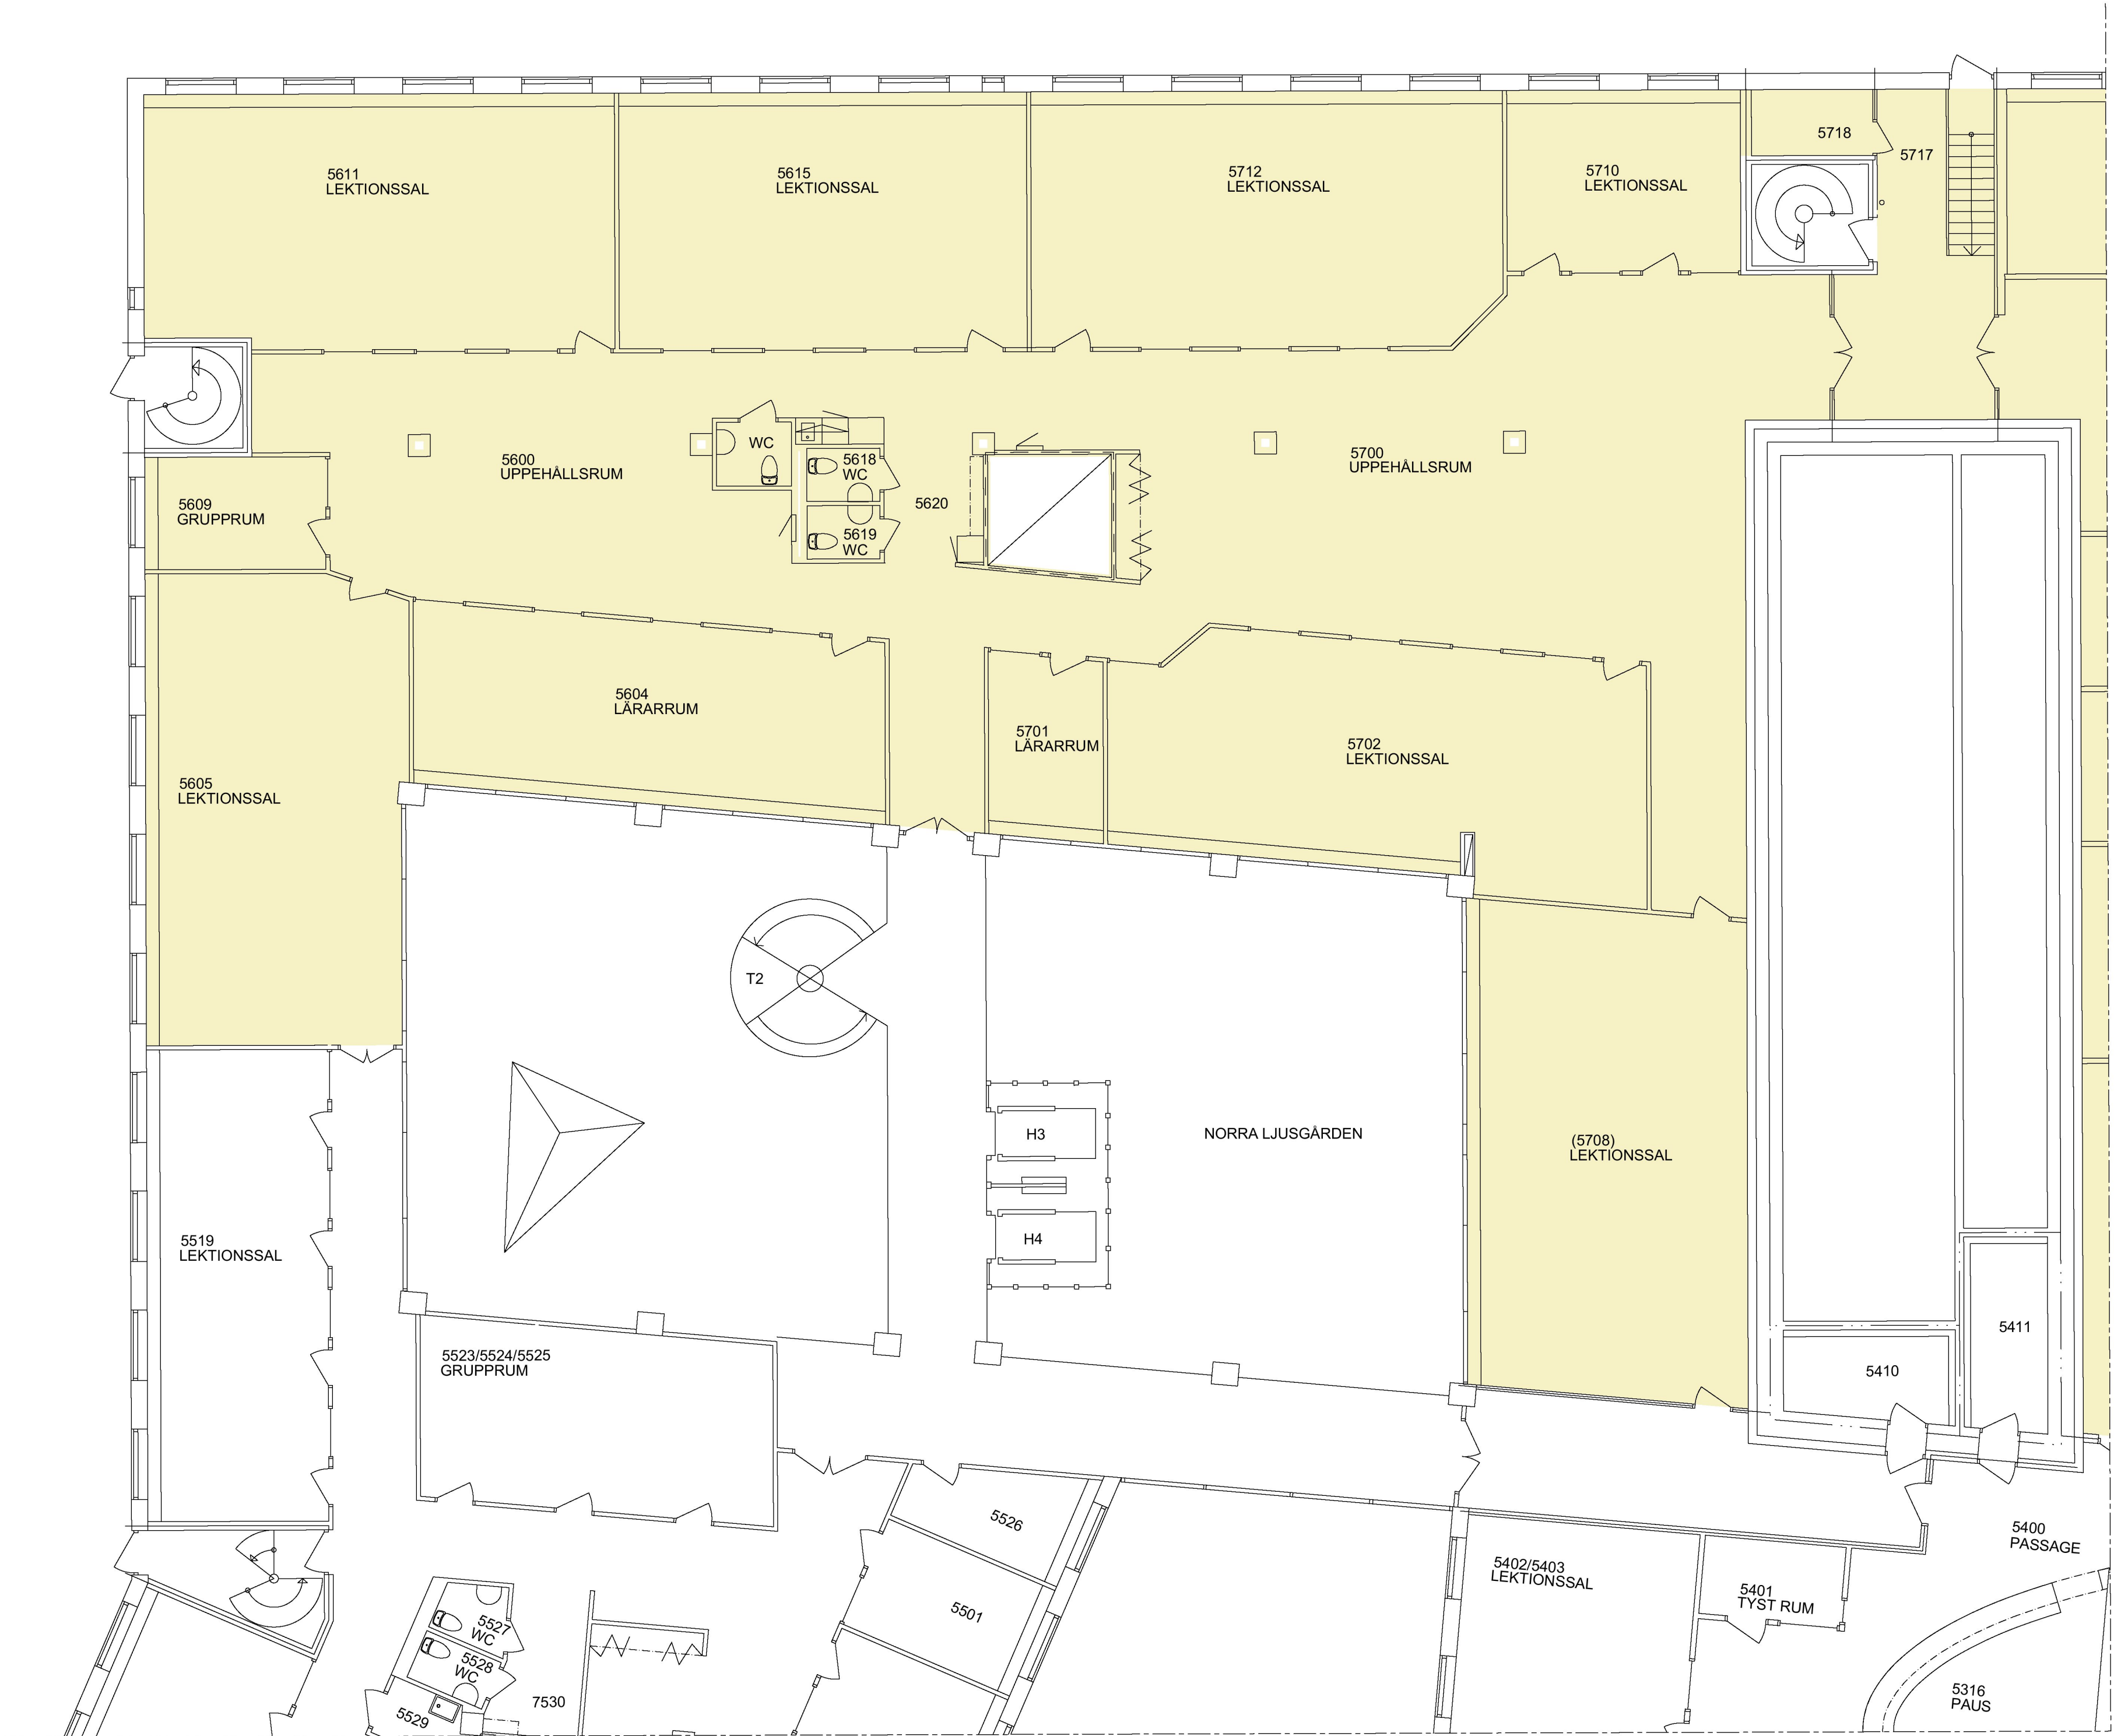 5718
5717
5611
LEKTIONSSAL
5615
LEKTIONSSAL
5712
LEKTIONSSAL
5710
LEKTIONSSAL
WC
5600
UPPEHÅLLSRUM
5618
WC
5620
5619
WC
5700
UPPEHÅLLSRUM
5609
GRUPPRUM
5604
LÄRARRUM
5701
LÄRARRUM
5702
LEKTIONSSAL
5605
LEKTIONSSAL
T2
H3
NORRA LJUSGÅRDEN
(5708)
LEKTIONSSAL
H4
5519
LEKTIONSSAL
5411
5410
5523/5524/5525
GRUPPRUM
5526
5400
PASSAGE
5402/5403
LEKTIONSSAL
5401
TYST RUM
5501
5527
WC
5528
WC
5529
7530
5316
PAUS